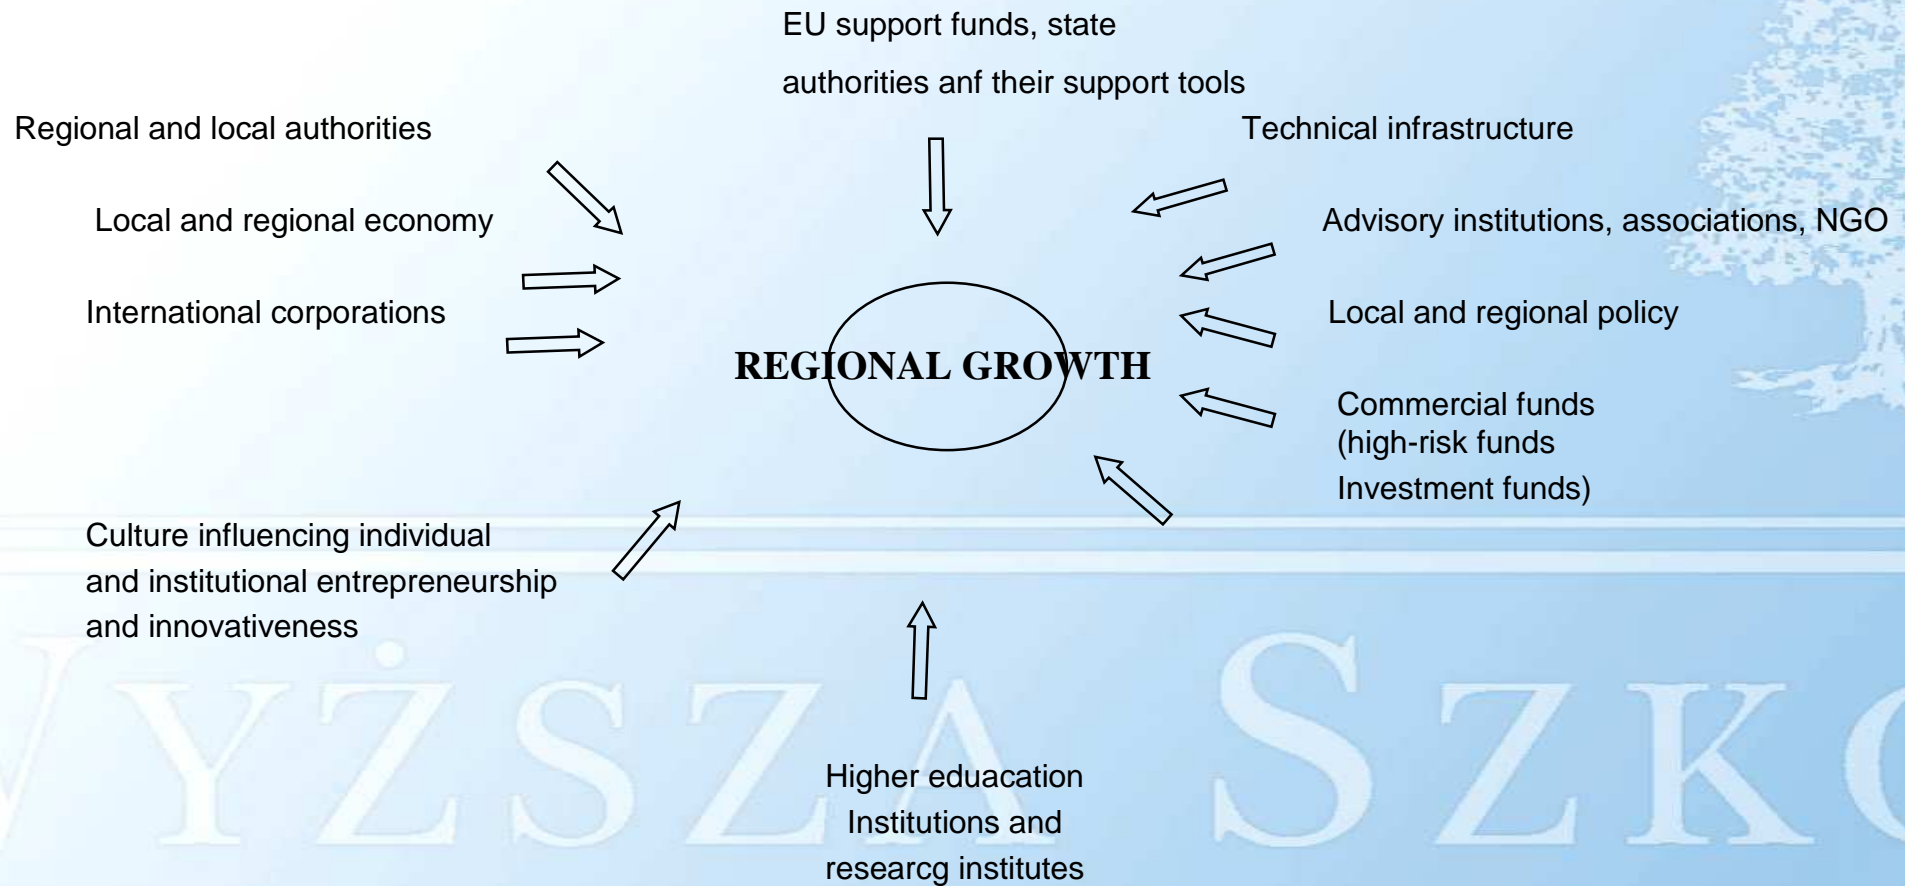 EU support funds, state
authorities anf their support tools
Regional and local authorities
Technical infrastructure
Local and regional economy
Advisory institutions, associations, NGO
International corporations
Local and regional policy
REGIONAL GROWTH
Commercial funds
(high-risk funds
Investment funds)
Culture influencing individual
and institutional entrepreneurship
and innovativeness
Higher eduacation
Institutions and
researcg institutes
WYŻSZA SZKO